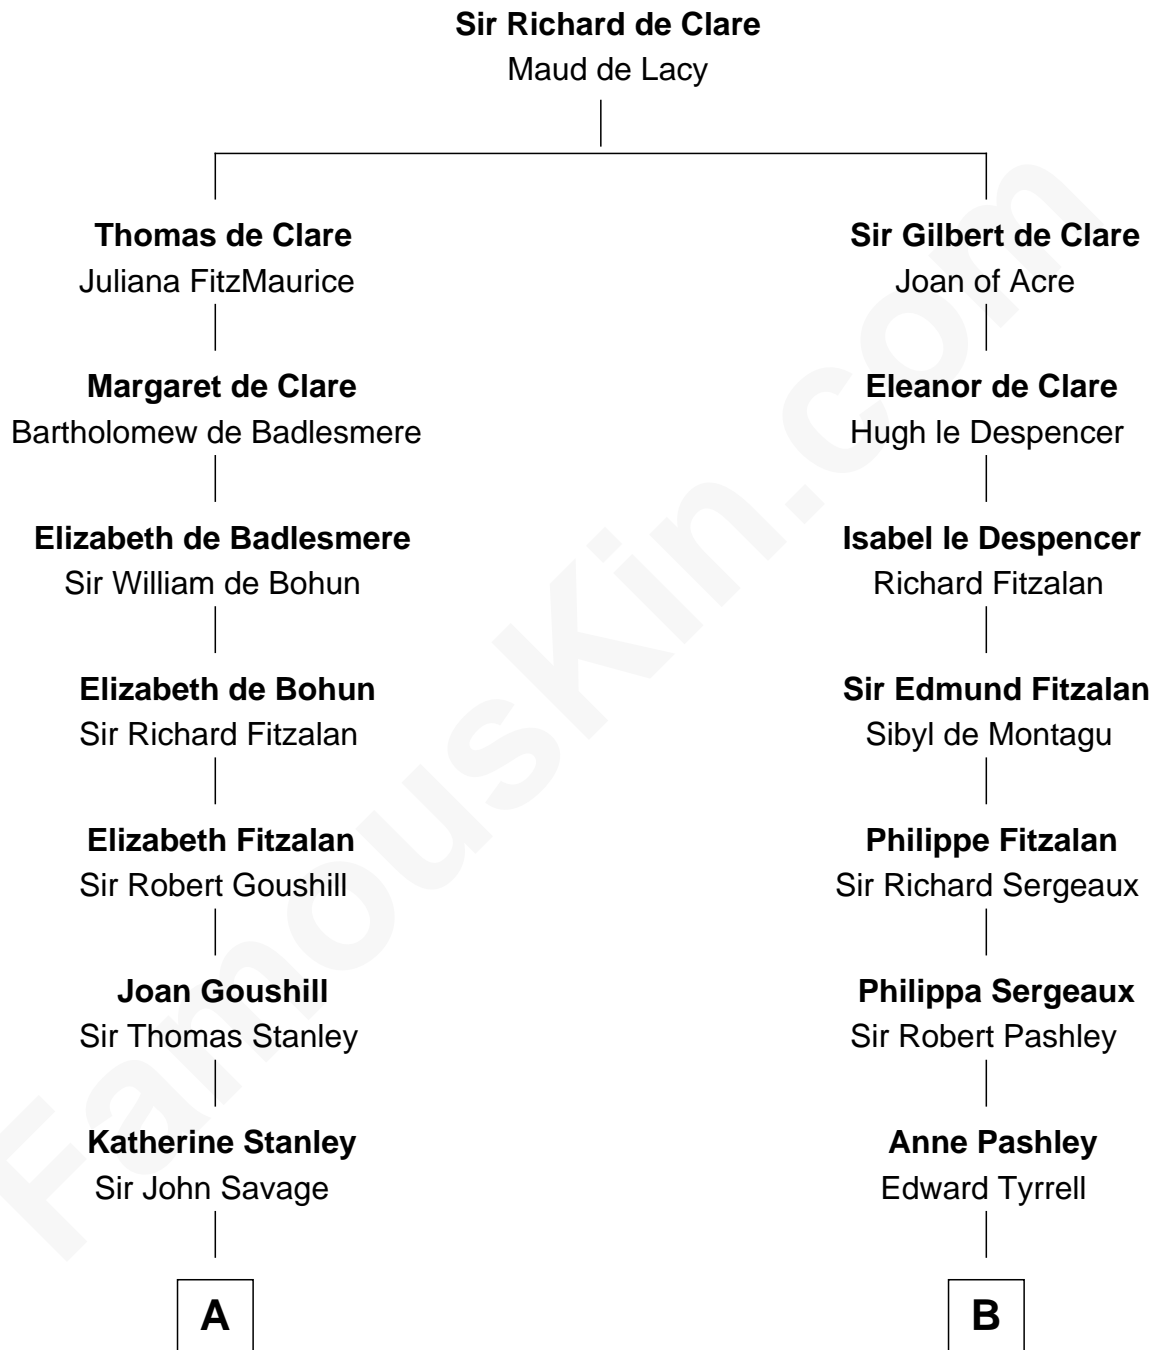 Sir Richard de Clare
Maud de Lacy
Thomas de Clare
Juliana FitzMaurice
Sir Gilbert de Clare
Joan of Acre
Margaret de Clare
Bartholomew de Badlesmere
Eleanor de Clare
Hugh le Despencer
Elizabeth de Badlesmere
Sir William de Bohun
Isabel le Despencer
Richard Fitzalan
Elizabeth de Bohun
Sir Richard Fitzalan
Sir Edmund Fitzalan
Sibyl de Montagu
Elizabeth Fitzalan
Sir Robert Goushill
Philippe Fitzalan
Sir Richard Sergeaux
Joan Goushill
Sir Thomas Stanley
Philippa Sergeaux
Sir Robert Pashley
Katherine Stanley
Sir John Savage
Anne Pashley
Edward Tyrrell
A
B
FamousKin.com